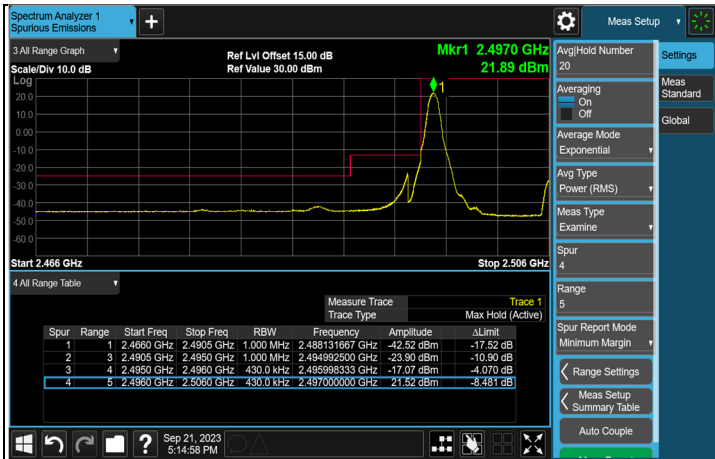 Spectrum Analyzer 1
Spurious Emissions
Meas Setup
3 All Range Graph
Ref Lvl Offset 15.00 dB
Mkr1 2.4970 GHz
Scale/Div 10.0 dB
Ref Value 30.00 dBm
21.89 dBm
Log
1
20.0
10.0
0.00
-10.0
-20.0
-30.0
-40.0
-50.0
-60.0
Start 2.466 GHz
Stop 2.506 GHz
4 All Range Table
Measure Trace Trace 1
Trace Type Max Hold (Active)
Spur Range Start Freq Stop Freq RBW Frequency Amplitude ΔLimit
1 1 2.4660 GHz 2.4905 GHz 1.000 MHz 2.488131667 GHz -42.52 dBm -17.52 dB
2 3 2.4905 GHz 2.4950 GHz 1.000 MHz 2.494992500 GHz -23.90 dBm -10.90 dB
3 4 2.4950 GHz 2.4960 GHz 430.0 kHz 2.495998333 GHz -17.07 dBm -4.070 dB
4 5 2.4960 GHz 2.5060 GHz 430.0 kHz 2.497000000 GHz 21.52 dBm -8.481 dB
Sep 21, 2023
5:14:58 PM
Avg|Hold Number
20
Averaging
On
Off
Average Mode
Exponential
Avg Type
Power (RMS)
Meas Type
Examine
Spur
4
Range
5
Spur Report Mode
Minimum Margin
Range Settings
Meas Setup
Summary Table
Auto Couple
Settings
Meas
Standard
Global